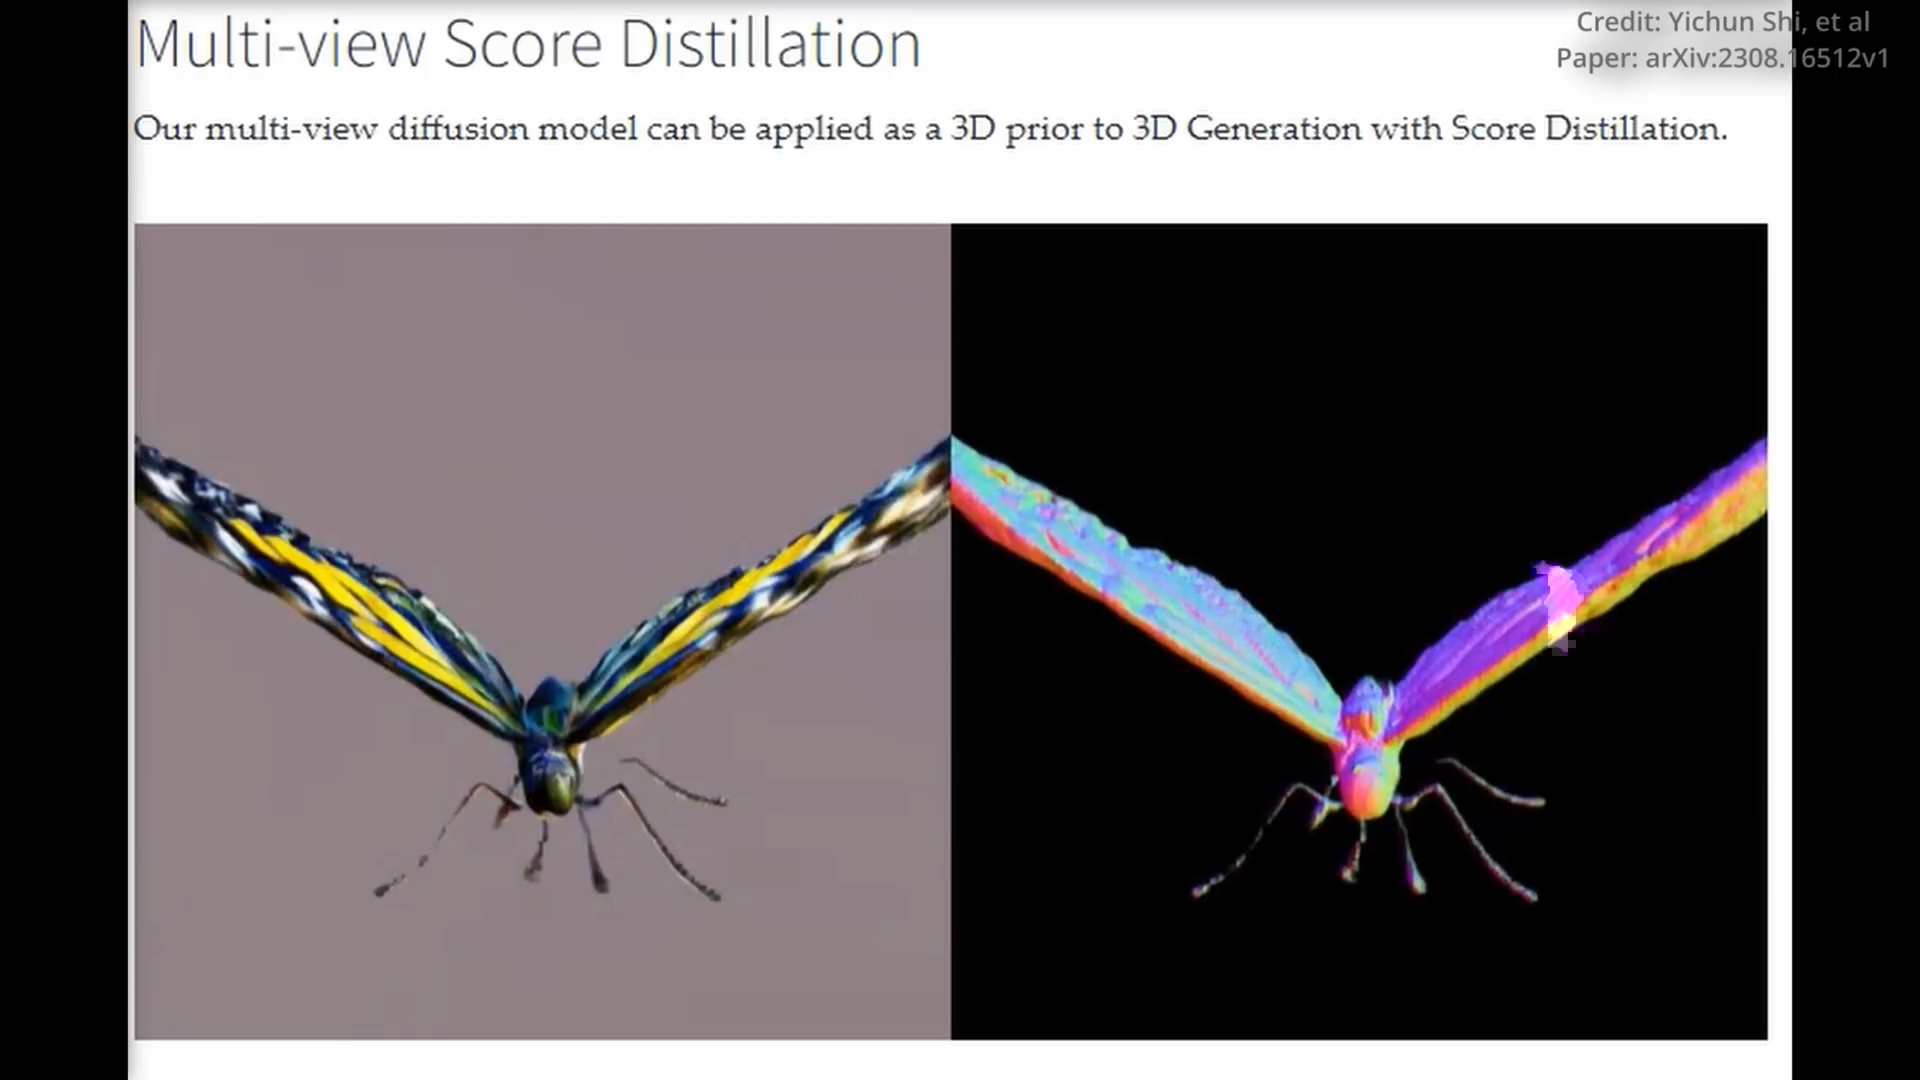 Multi-view Score Distillation
Credit: Yichun Shi, et al
Paper: arXiv:2308.16512v1
Our multi-view diffusion model can be applied as a 3D prior to 3D Generation with Score Distillation.